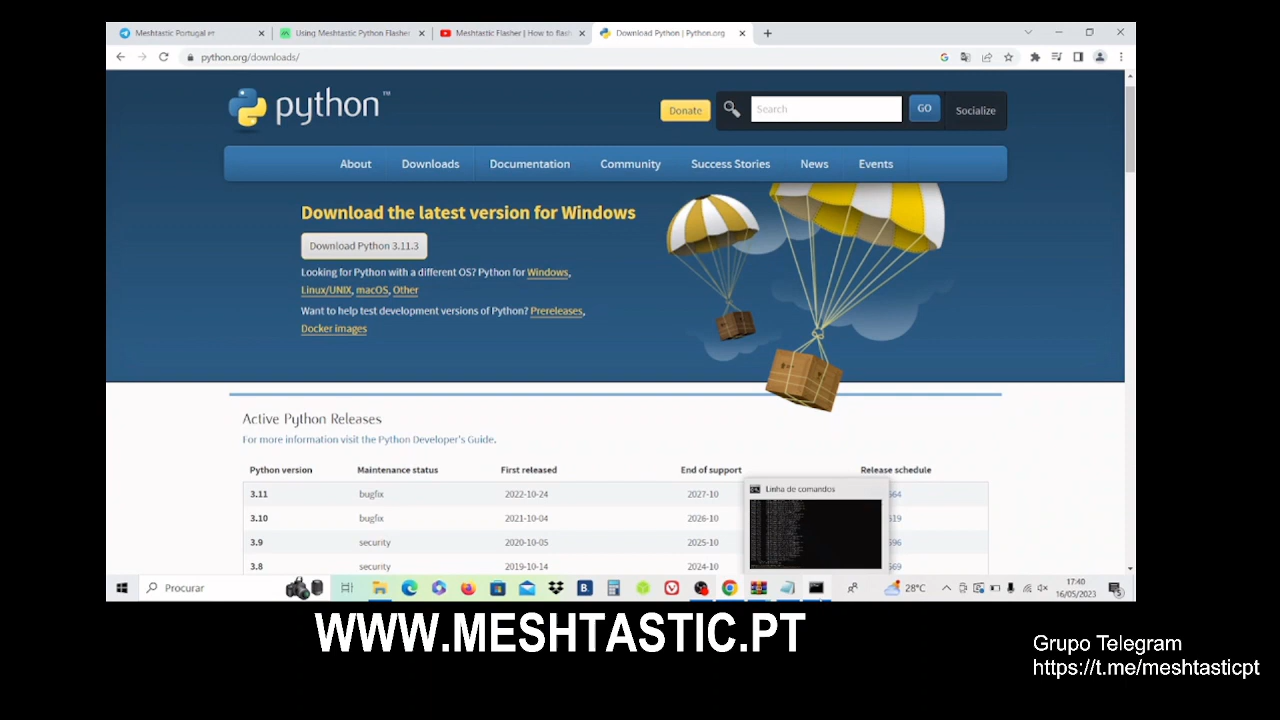 Meshtastic Portugal PT
Using Meshtastic Python Flasher
Meshtastic Flasher | How to flash
Download Python | Python.org
python.org/downloads/
python™
Donate
Search
GO
Socialize
About
Downloads
Documentation
Community
Success Stories
News
Events
Download the latest version for Windows
Download Python 3.11.3
Looking for Python with a different OS? Python for Windows,
Linux/UNIX, macOS, Other
Want to help test development versions of Python? Prereleases,
Docker images
Active Python Releases
For more information visit the Python Developer's Guide.
Python version Maintenance status First released End of support Release schedule
3.11 bugfix 2022-10-24 2027-10 664
3.10 bugfix 2021-10-04 2026-10 619
3.9 security 2020-10-05 2025-10 596
3.8 security 2019-10-14 2024-10
Linha de comandos
Procurar
28°C
17:40
16/05/2023
WWW.MESHTASTIC.PT
Grupo Telegram
https://t.me/meshtasticpt